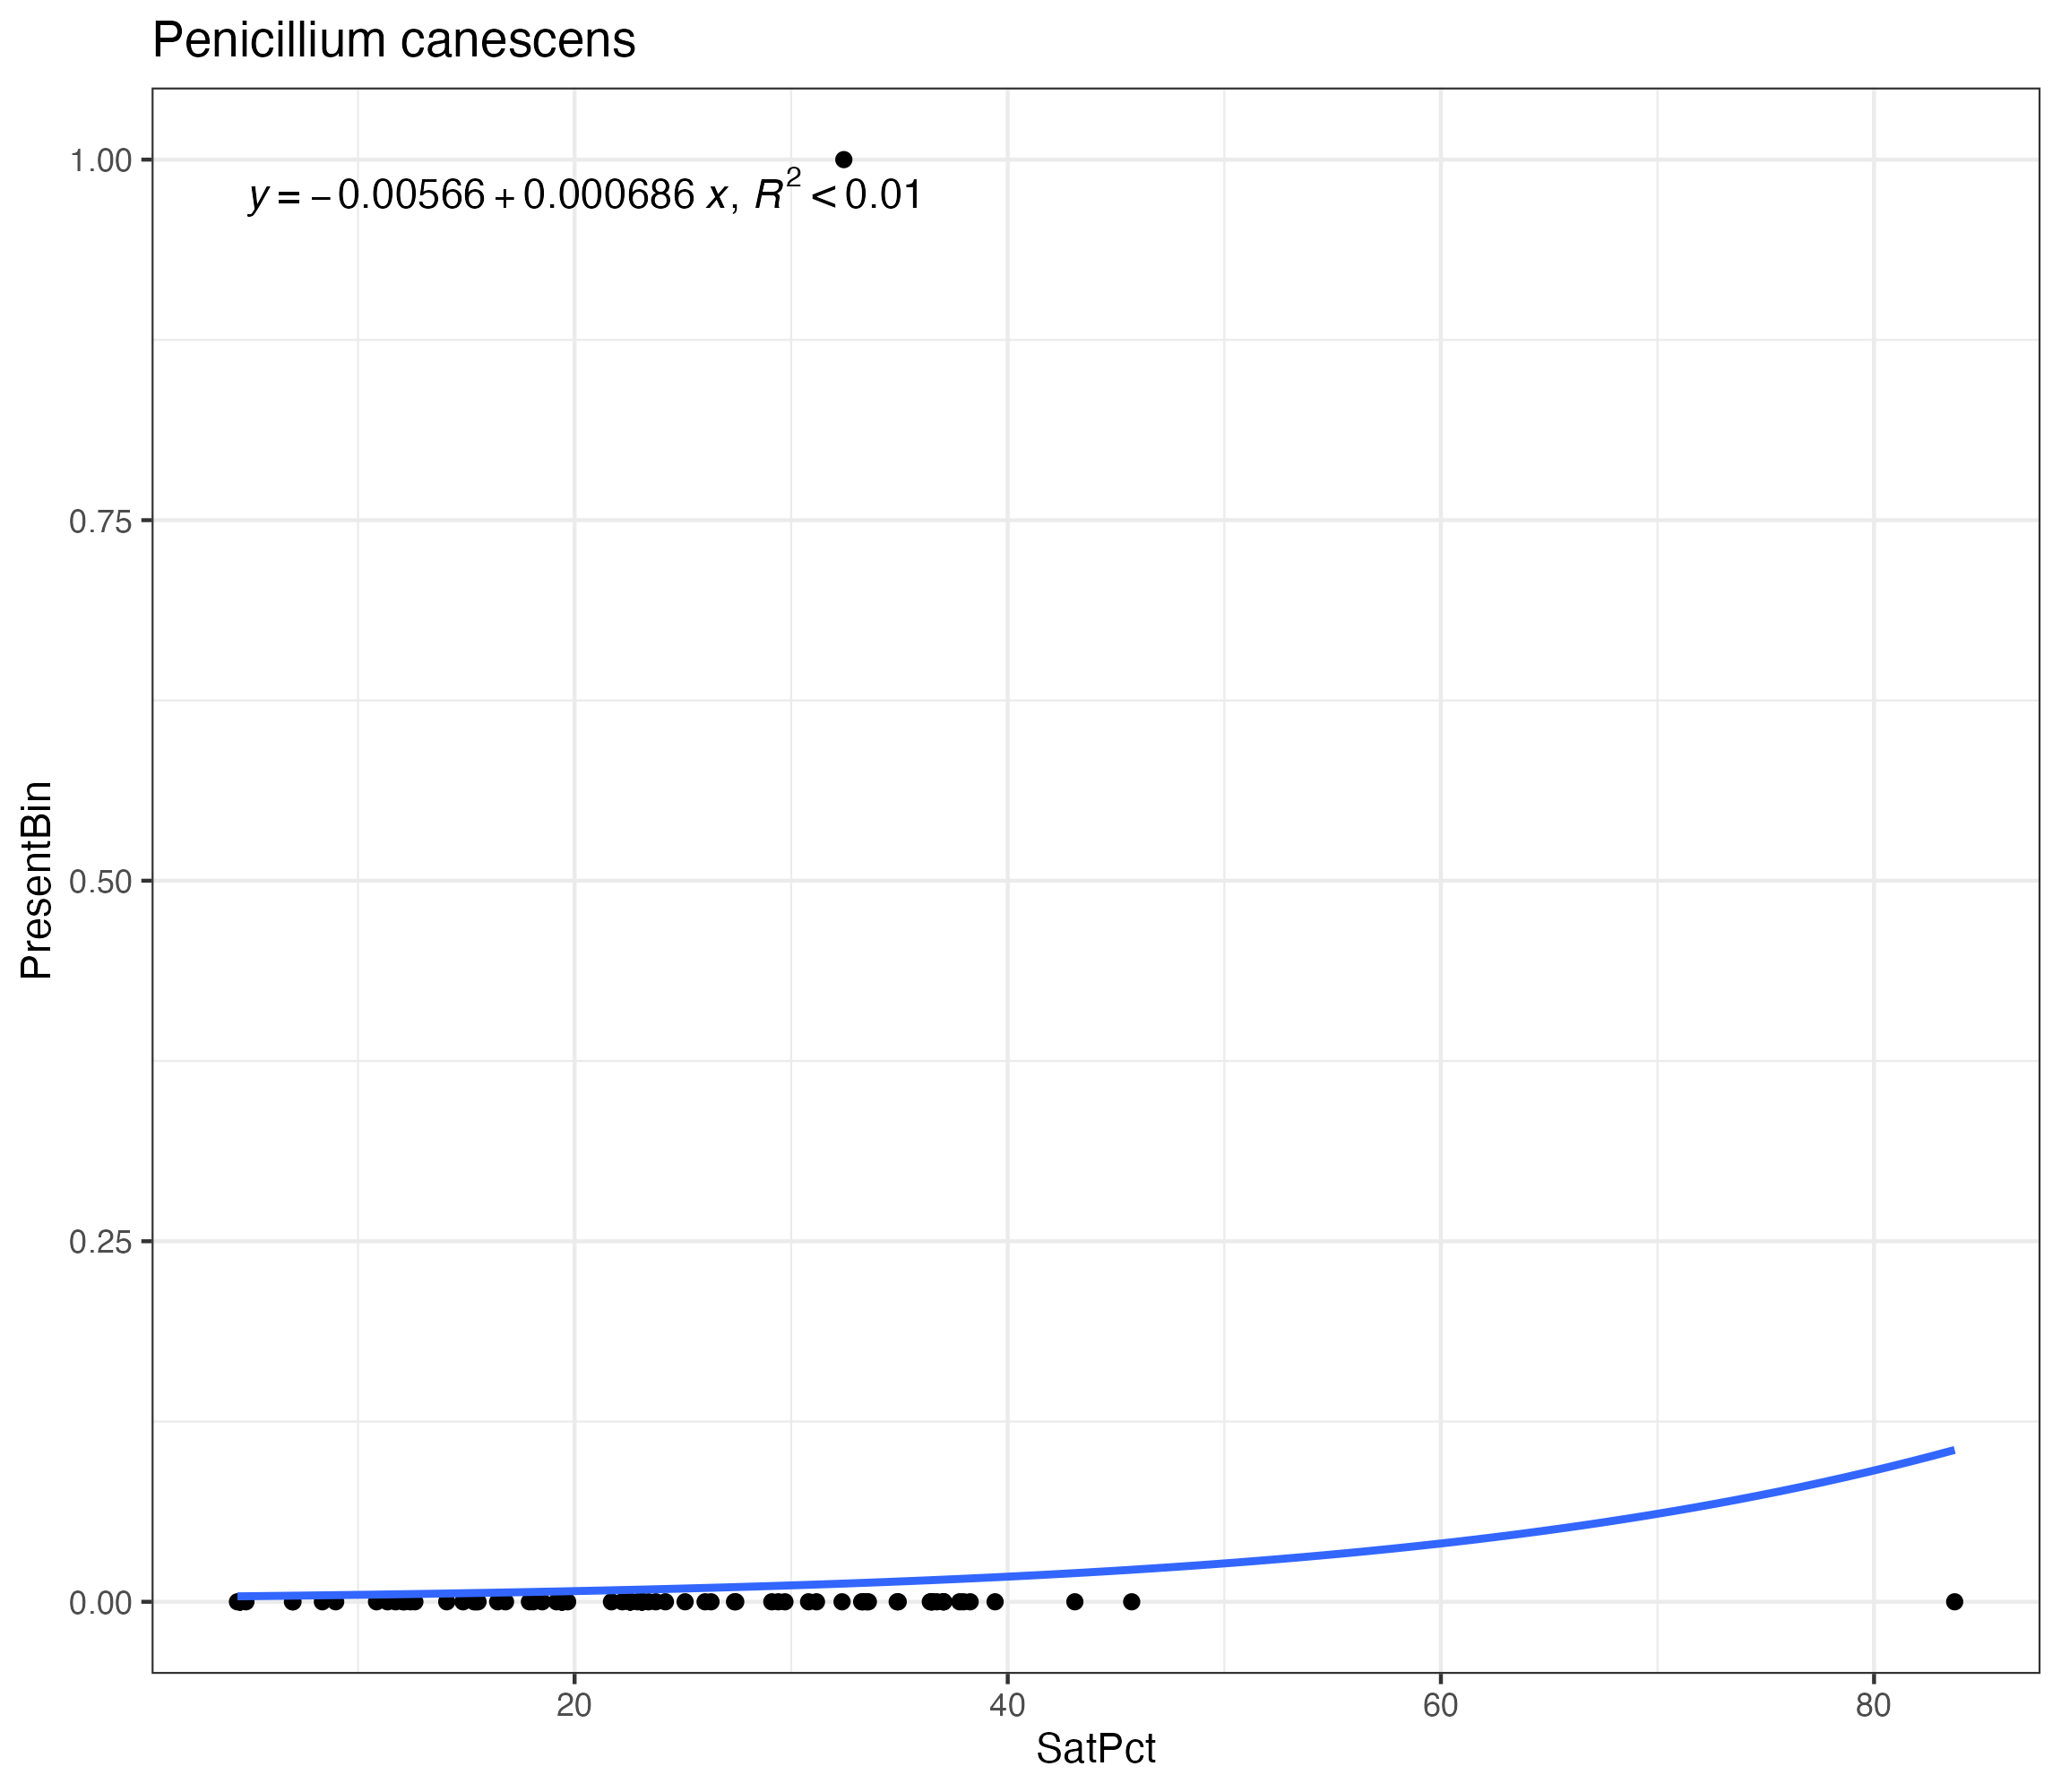 Penicillium canescens
y = − 0.00566 + 0.000686 x, R² < 0.01
1.00
0.75
0.50
0.25
0.00
PresentBin
20 40 60 80
SatPct